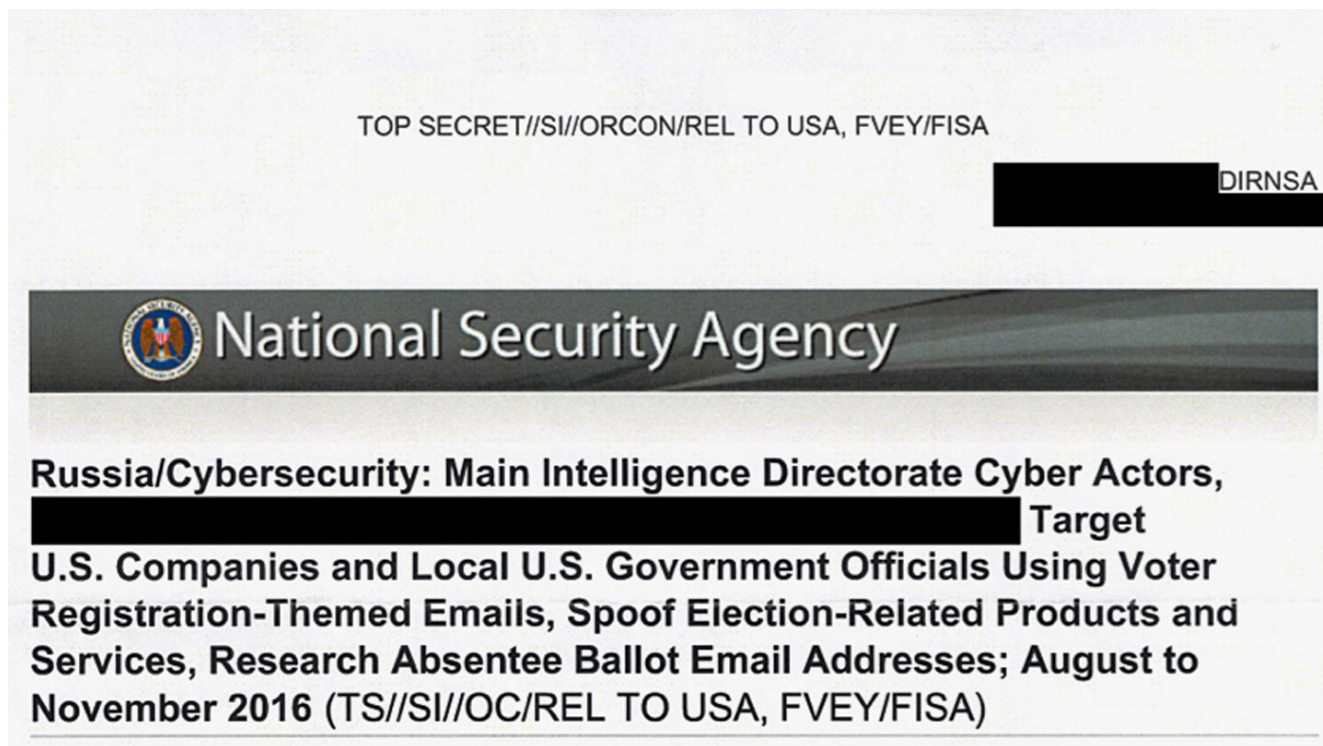 TOP SECRET//SI//ORCON/REL TO USA, FVEY/FISA
DIRNSA
National Security Agency
Russia/Cybersecurity: Main Intelligence Directorate Cyber Actors,
Target
U.S. Companies and Local U.S. Government Officials Using Voter
Registration-Themed Emails, Spoof Election-Related Products and
Services, Research Absentee Ballot Email Addresses; August to
November 2016 (TS//SI//OC/REL TO USA, FVEY/FISA)